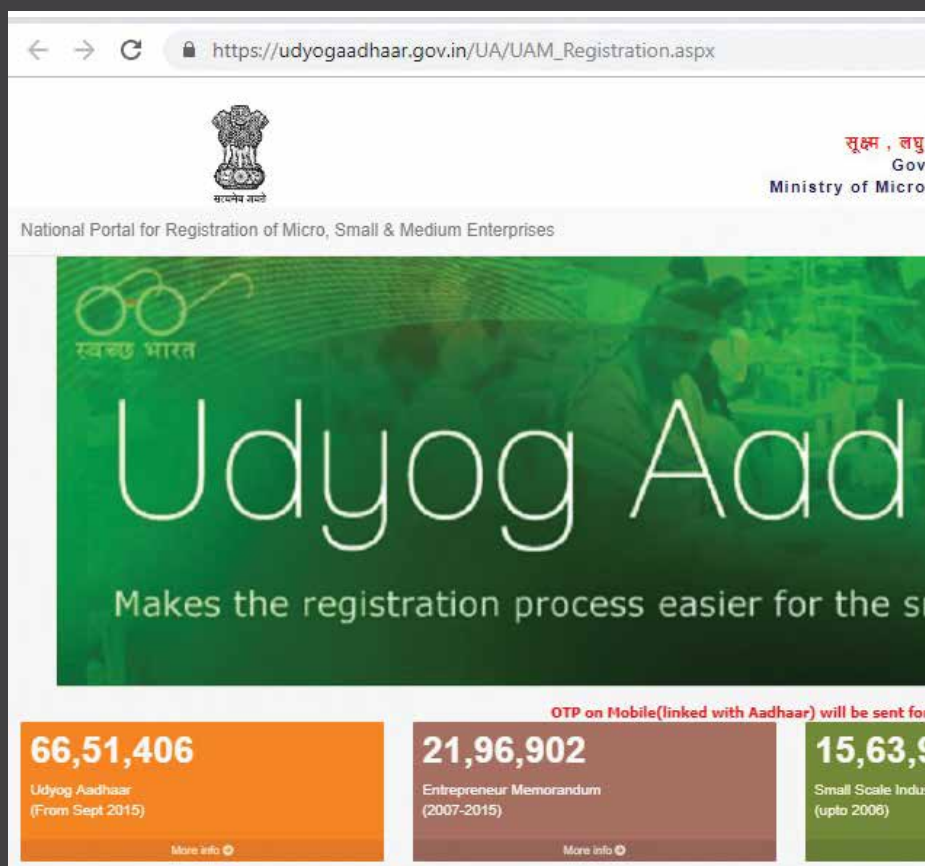 https://udyogaadhaar.gov.in/UA/UAM_Registration.aspx
सत्यमेव जयते
सूक्ष्म , लघु
Gov
Ministry of Micro
National Portal for Registration of Micro, Small & Medium Enterprises
स्वच्छ भारत
Udyog Aad
Makes the registration process easier for the s
OTP on Mobile(linked with Aadhaar) will be sent for
66,51,406
Udyog Aadhaar
(From Sept 2015)
More info
21,96,902
Entrepreneur Memorandum
(2007-2015)
More info
15,63,9
Small Scale Indus
(upto 2006)